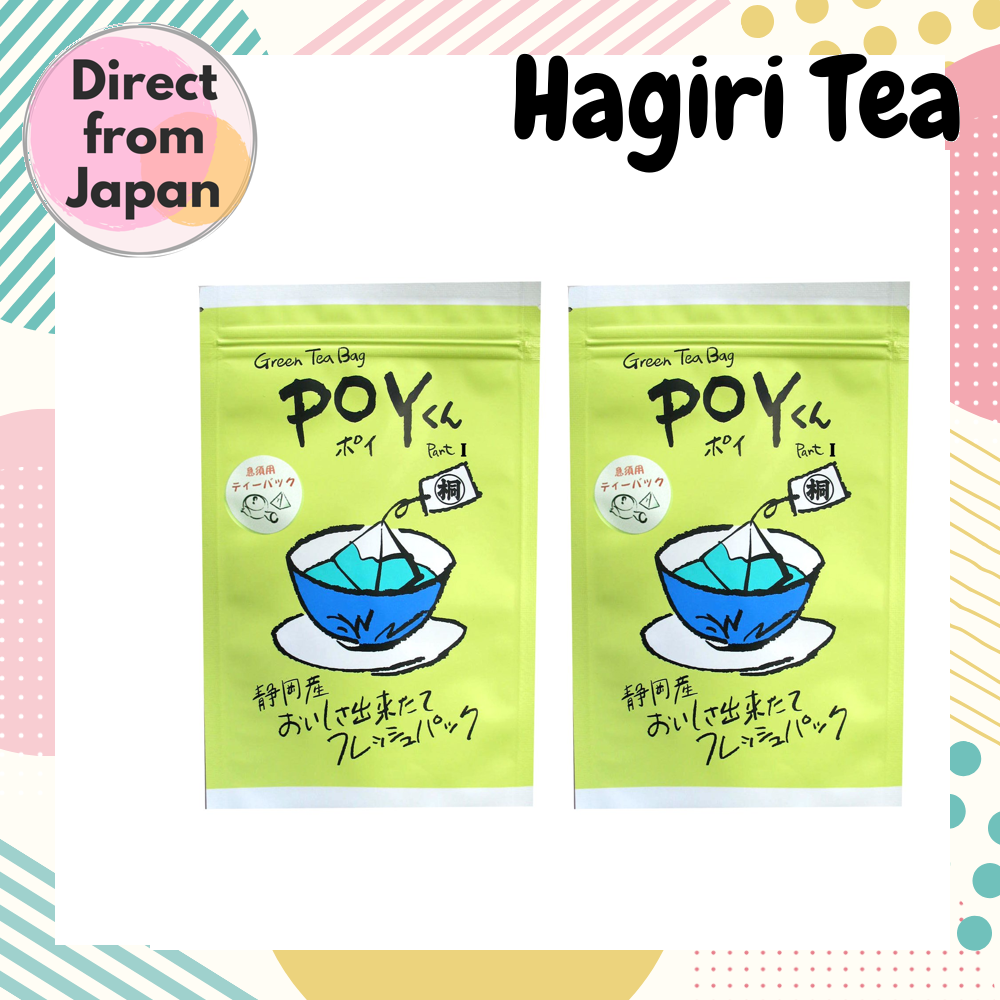 Direct
from
Japan
Hagiri Tea
Green Tea Bag
POYくん
ポイ
Part I
急須用
ティーパック
桐
静岡産
おいしさ出来たて
フレッシュパック
Green Tea Bag
POYくん
ポイ
Part I
急須用
ティーパック
桐
静岡産
おいしさ出来たて
フレッシュパック